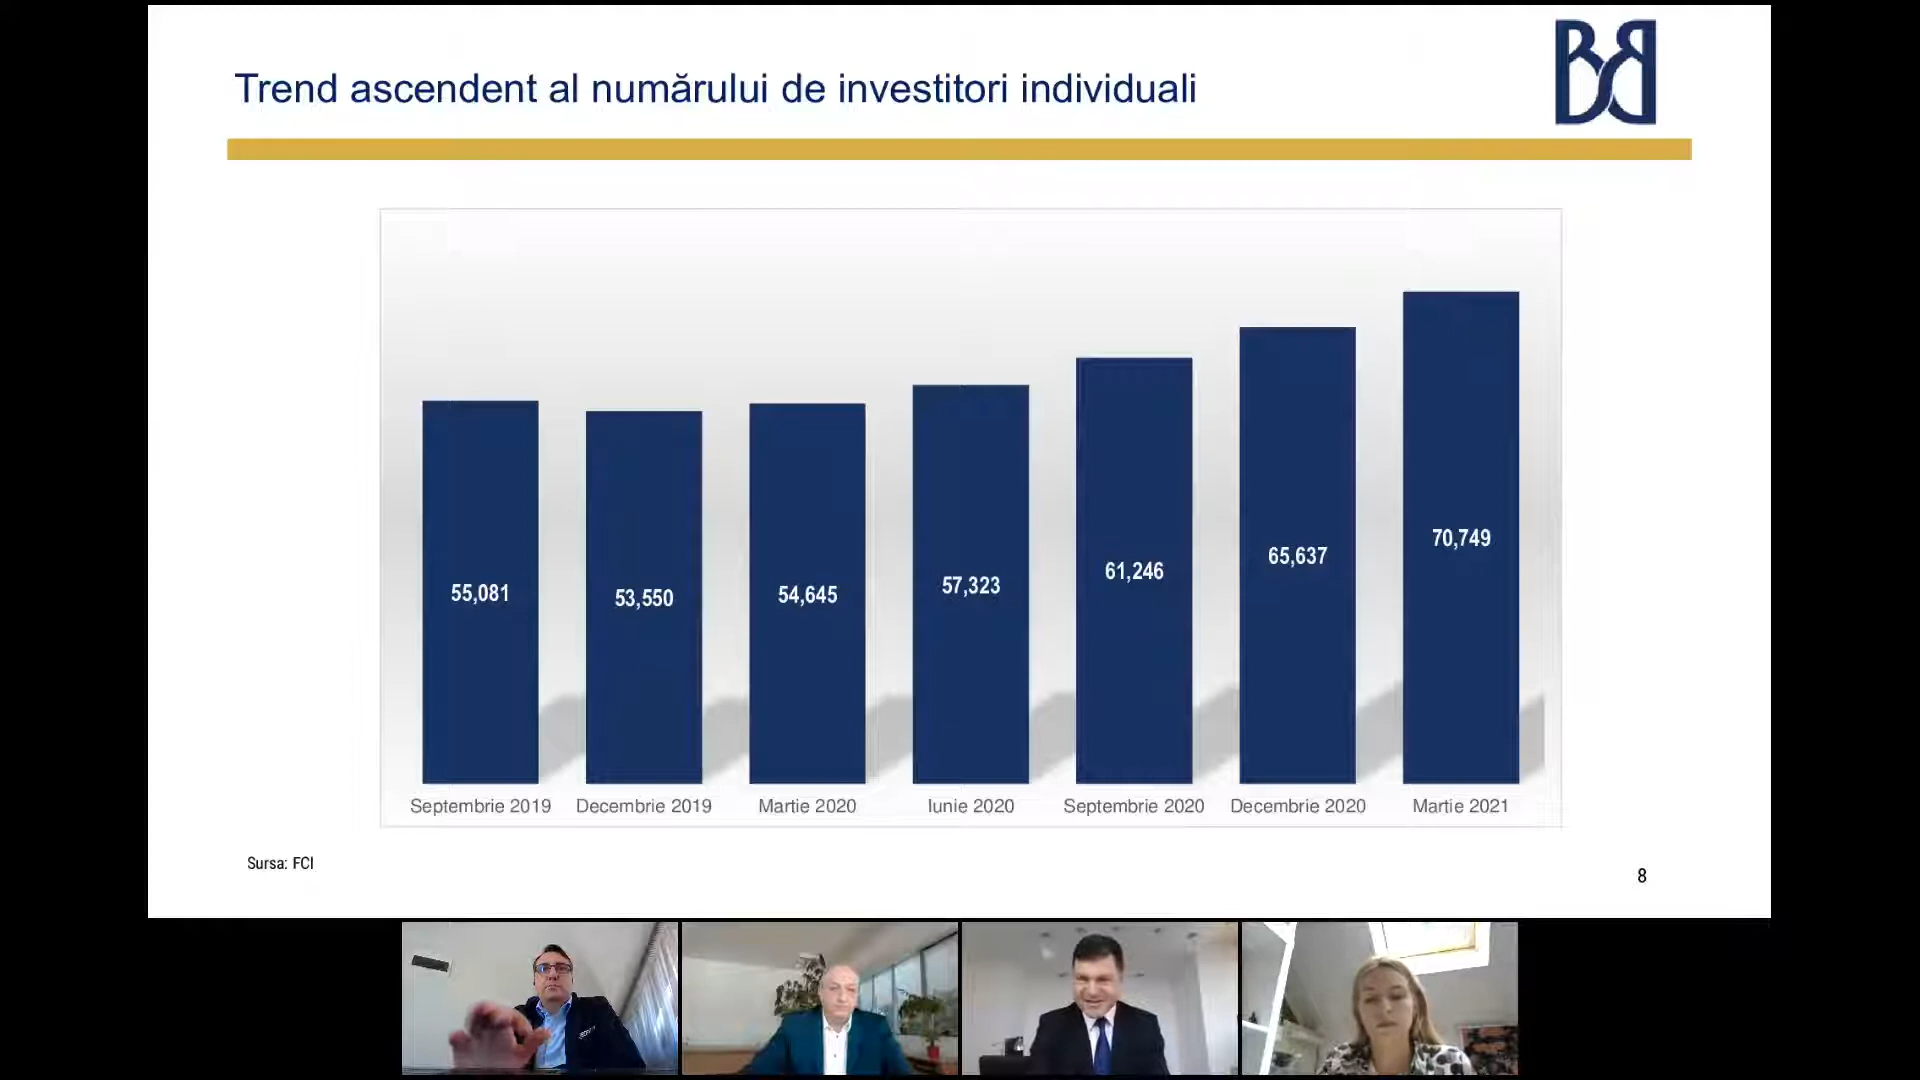 Trend ascendent al numărului de investitori individuali
55,081
53,550
54,645
57,323
61,246
65,637
70,749
Septembrie 2019
Decembrie 2019
Martie 2020
Iunie 2020
Septembrie 2020
Decembrie 2020
Martie 2021
Sursa: FCI
8